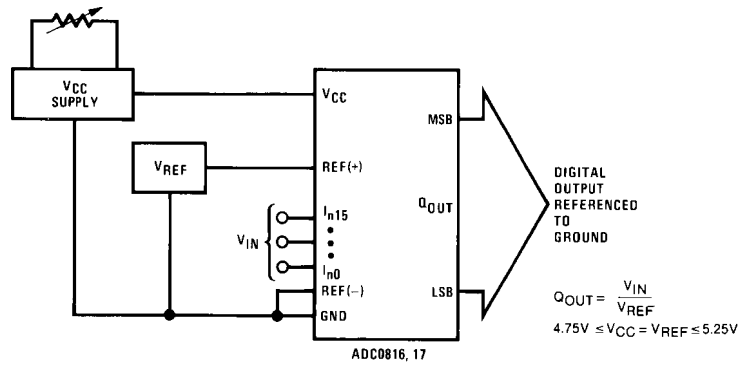 VCC
SUPPLY
VCC
MSB
VREF
REF(+)
DIGITAL
OUTPUT
REFERENCED
TO
GROUND
QOUT
In15
VIN
In0
REF(−)
LSB
GND
QOUT = VIN
VREF
4.75V ≤ VCC = VREF ≤ 5.25V
ADC0816, 17